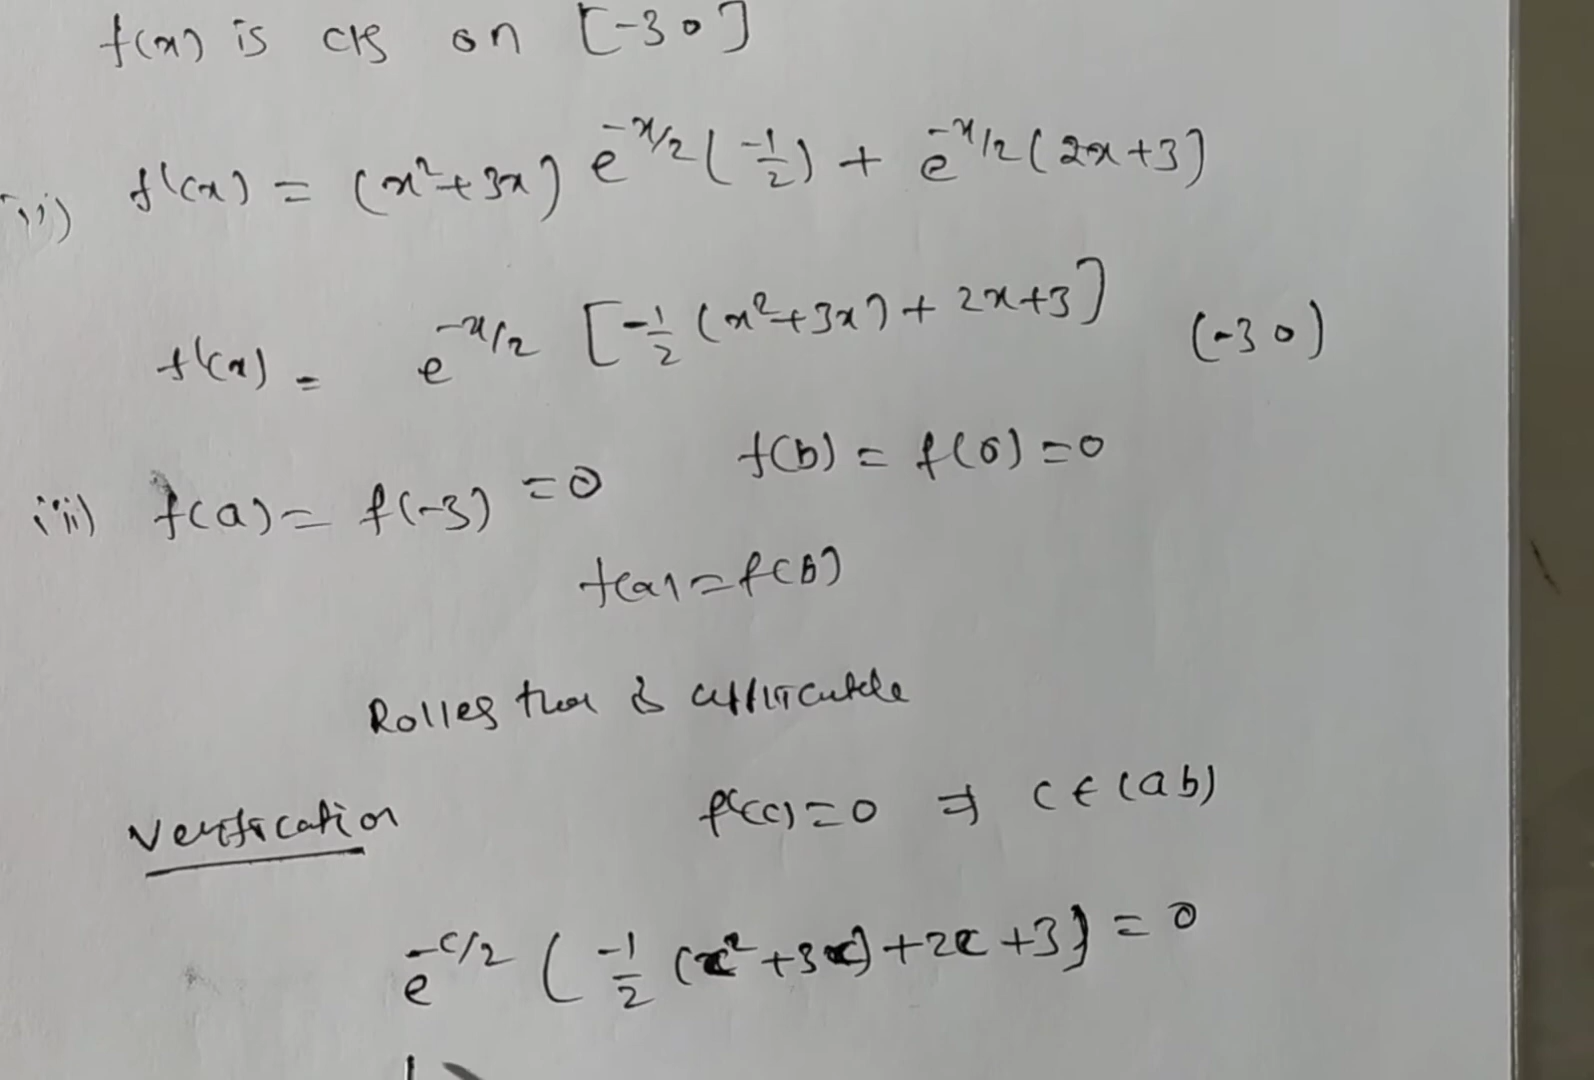 f(x) is cts on [-3 0]
ii) f'(x) = (x²+3x) e^{-x/2} (-1/2) + e^{-x/2} (2x+3)
f'(x) = e^{-x/2} [-1/2 (x²+3x) + 2x+3] (-3 0)
iii) f(a) = f(-3) = 0 f(b) = f(0) = 0
f(a) = f(b)
Rolles is
Verification f'(c) = 0 ⇒ c ∈ (a b)
e^{-c/2} (-1/2 (c²+3c) + 2c + 3) = 0